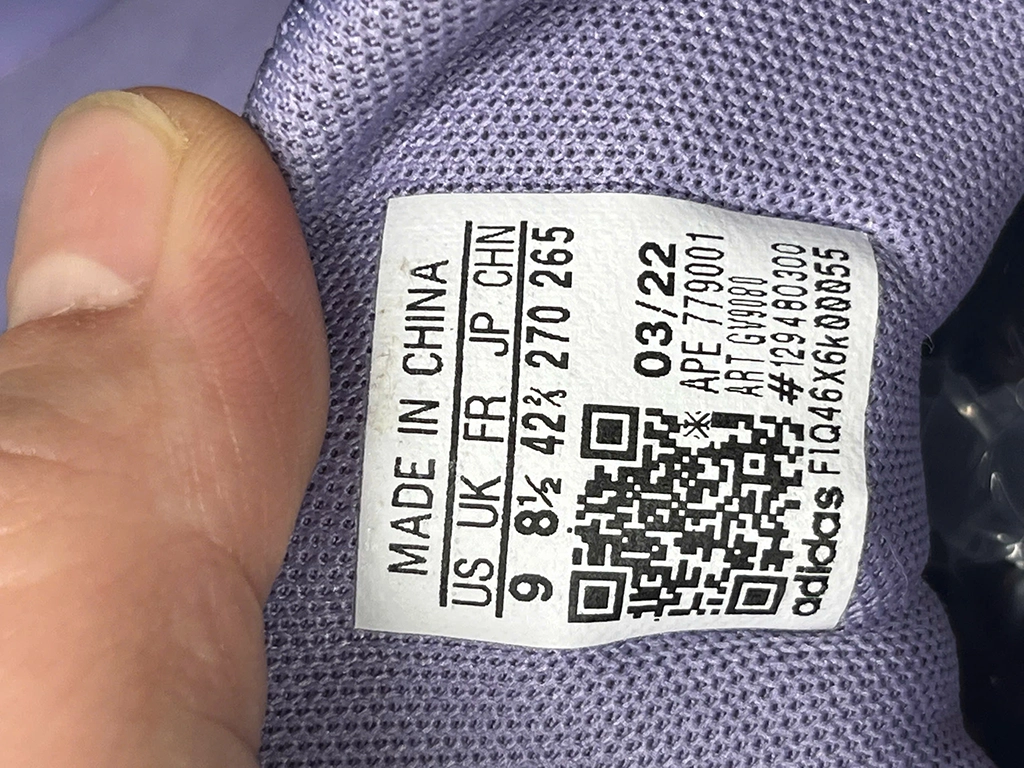 MADE IN CHINA
US UK FR JP CHN
9 8½ 42⅔ 270 265
03/22
APE 779001
ART GV9080
#129480300
adidas F1Q46X6k00055